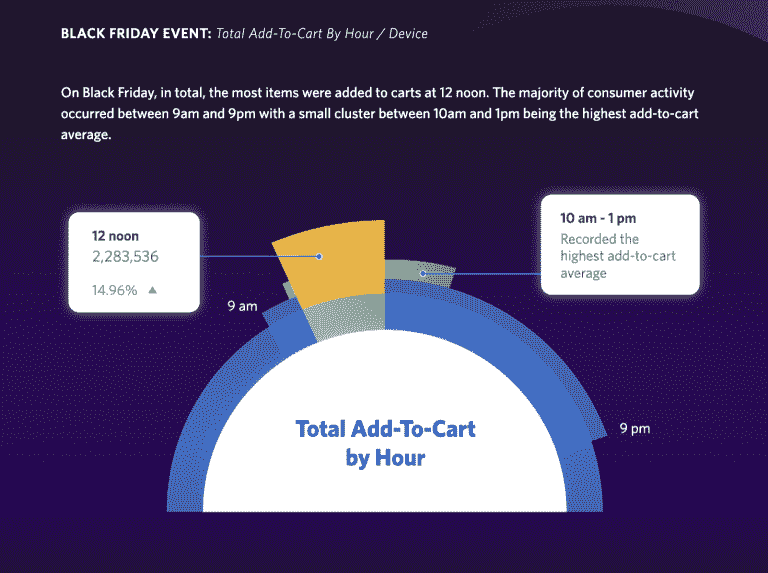 BLACK FRIDAY EVENT: Total Add-To-Cart By Hour / Device
On Black Friday, in total, the most items were added to carts at 12 noon. The majority of consumer activity
occurred between 9am and 9pm with a small cluster between 10am and 1pm being the highest add-to-cart
average.
12 noon
2,283,536
14.96% ▲
10 am - 1 pm
Recorded the
highest add-to-cart
average
9 am
9 pm
Total Add-To-Cart
by Hour